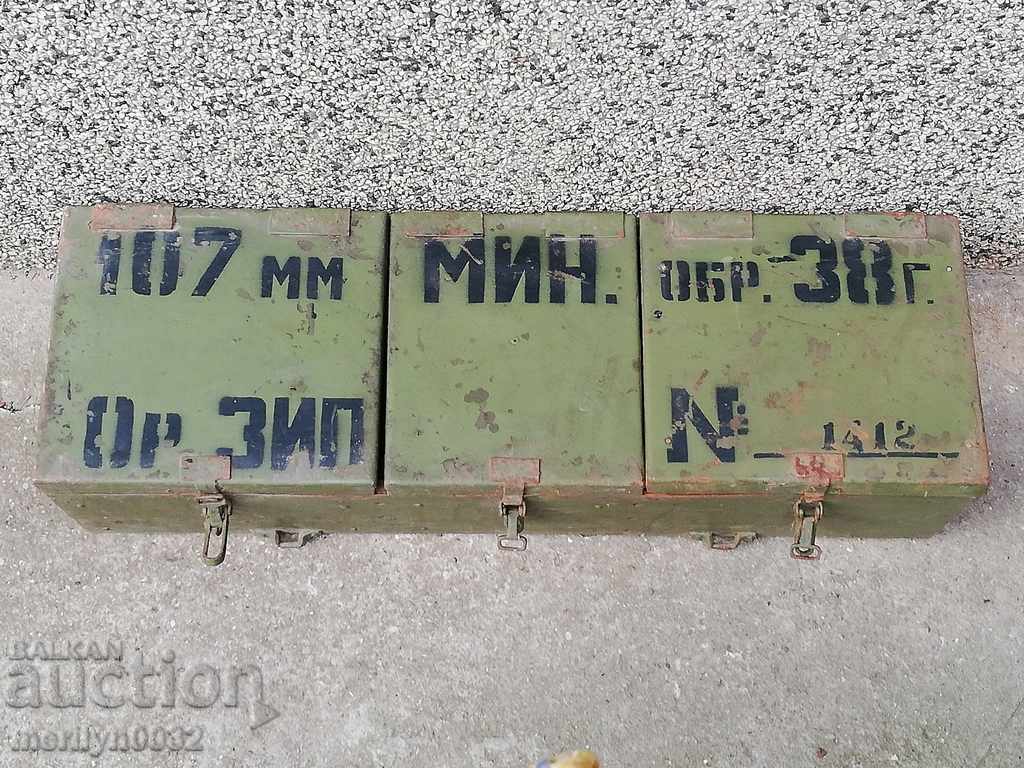 107 мм МИН. ОБР. 38 г.
Ор. ЗИП № 1412
BALKAN
auction
merilyn0032